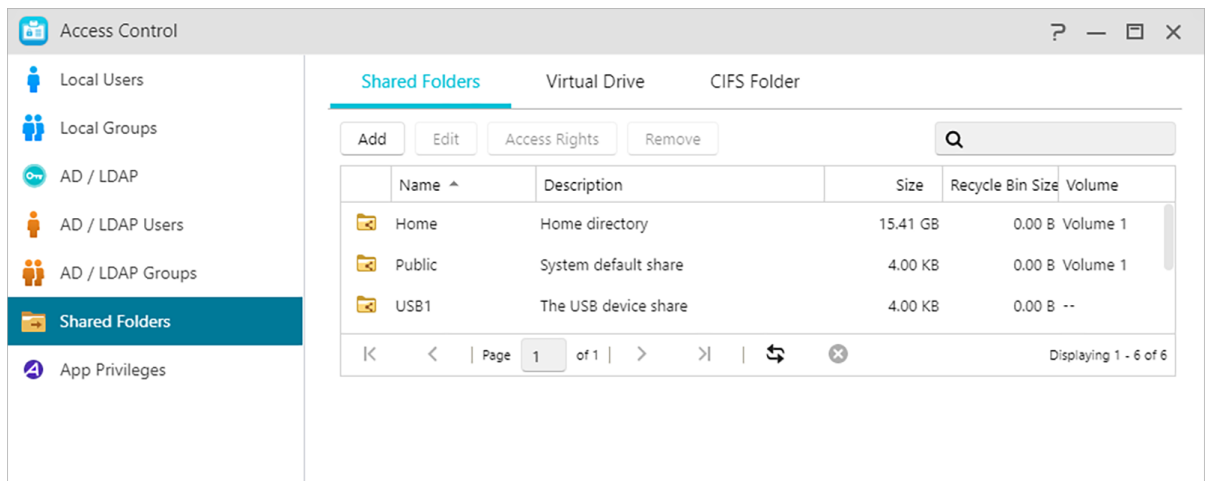 Access Control
Local Users
Local Groups
AD / LDAP
AD / LDAP Users
AD / LDAP Groups
Shared Folders
App Privileges
Shared Folders Virtual Drive CIFS Folder
Add Edit Access Rights Remove
Name Description Size Recycle Bin Size Volume
Home Home directory 15.41 GB 0.00 B Volume 1
Public System default share 4.00 KB 0.00 B Volume 1
USB1 The USB device share 4.00 KB 0.00 B --
Page 1 of 1 Displaying 1 - 6 of 6